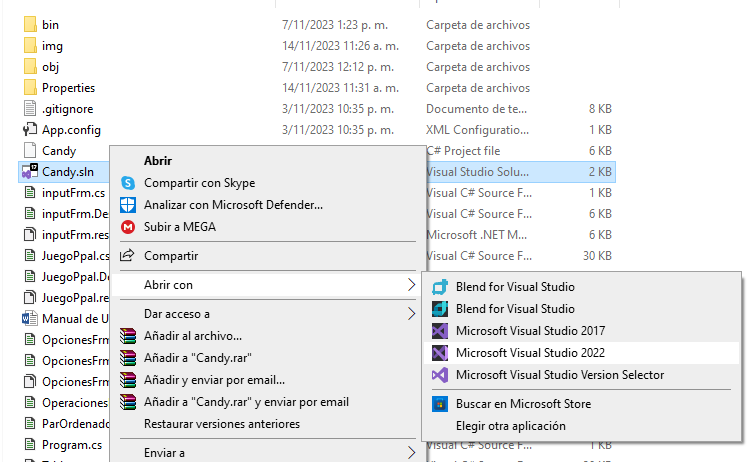 bin 7/11/2023 1:23 p. m. Carpeta de archivos
img 14/11/2023 11:26 a. m. Carpeta de archivos
obj 7/11/2023 12:12 p. m. Carpeta de archivos
Properties 14/11/2023 11:31 a. m. Carpeta de archivos
.gitignore 3/11/2023 10:35 p. m. Documento de te... 8 KB
App.config 3/11/2023 10:35 p. m. XML Configuratio... 1 KB
Candy C# Project file 6 KB
Candy.sln Visual Studio Solu... 2 KB
inputFrm.cs Visual C# Source F... 1 KB
inputFrm.De Visual C# Source F... 6 KB
inputFrm.res Microsoft .NET M... 6 KB
JuegoPpal.cs Visual C# Source F... 30 KB
JuegoPpal.De
JuegoPpal.re
Manual de U
OpcionesFrm
OpcionesFrm
OpcionesFrm
Operaciones
ParOrdenado
Program.cs
Abrir
Compartir con Skype
Analizar con Microsoft Defender...
Subir a MEGA
Compartir
Abrir con
Dar acceso a
Añadir al archivo...
Añadir a "Candy.rar"
Añadir y enviar por email...
Añadir a "Candy.rar" y enviar por email
Restaurar versiones anteriores
Enviar a
Blend for Visual Studio
Blend for Visual Studio
Microsoft Visual Studio 2017
Microsoft Visual Studio 2022
Microsoft Visual Studio Version Selector
Buscar en Microsoft Store
Elegir otra aplicación
Visual C# Source F... 6 KB